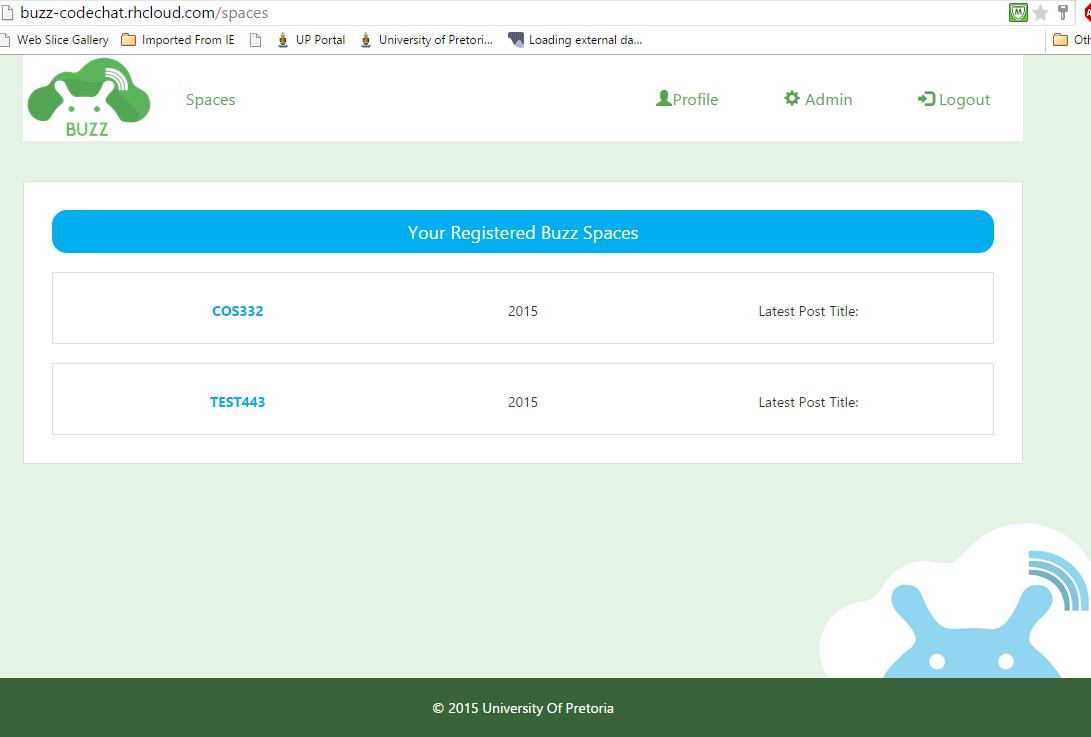 buzz-codechat.rhcloud.com/spaces
Web Slice Gallery Imported From IE UP Portal University of Pretori... Loading external da... Oth
BUZZ Spaces Profile Admin Logout
Your Registered Buzz Spaces
COS332 2015 Latest Post Title:
TEST443 2015 Latest Post Title:
© 2015 University Of Pretoria